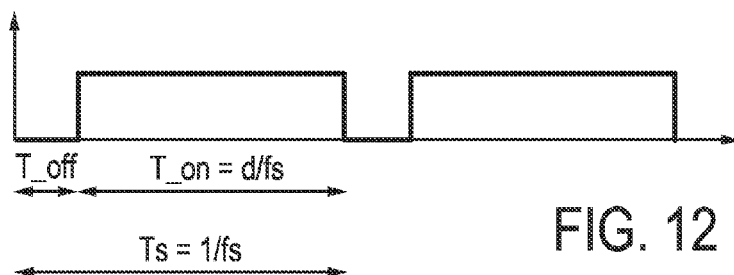 T_off
T_on = d/fs
Ts = 1/fs
FIG. 12